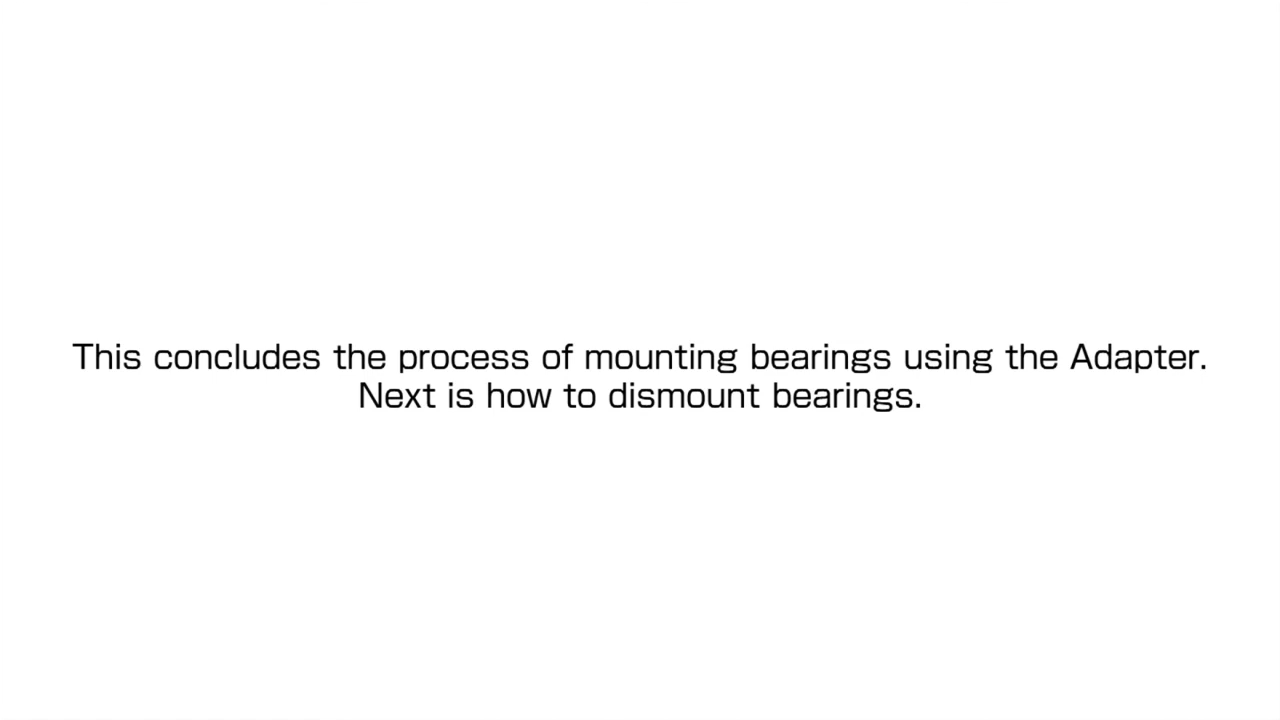 This concludes the process of mounting bearings using the Adapter.
Next is how to dismount bearings.